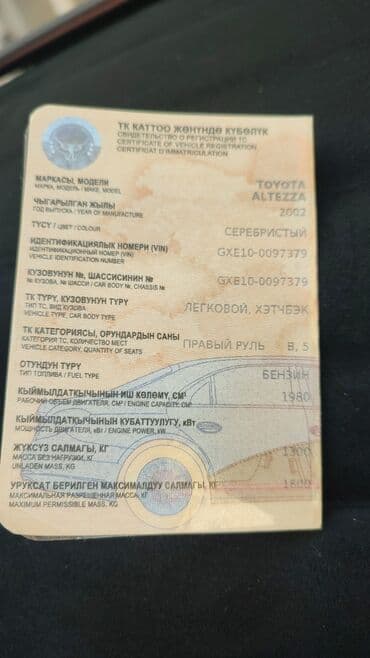 ТК КАТТОО ЖӨНҮНДӨ КҮБӨЛҮК
СВИДЕТЕЛЬСТВО О РЕГИСТРАЦИИ ТС
CERTIFICATE OF VEHICLE REGISTRATION
CERTIFICAT D'IMMATRICULATION
МАРКАСЫ, МОДЕЛИ
МАРКА, МОДЕЛЬ / MAKE, MODEL
TOYOTA
ALTEZZA
ЧЫГАРЫЛГАН ЖЫЛЫ
ГОД ВЫПУСКА / YEAR OF MANUFACTURE
2002
ТҮСҮ / ЦВЕТ / COLOUR
СЕРЕБРИСТЫЙ
ИДЕНТИФИКАЦИЯЛЫК НОМЕРИ (VIN)
ИДЕНТИФИКАЦИОННЫЙ НОМЕР (VIN)
VEHICLE IDENTIFICATION NUMBER
GXE10-0097379
КУЗОВУНУН №, ШАССИСИНИН №
№ КУЗОВА, № ШАССИ / CAR BODY №, CHASSIS №
GXE10-0097379
ТК ТҮРҮ, КУЗОВУНУН ТҮРҮ
ТИП ТС, ВИД КУЗОВА
VEHICLE TYPE, CAR BODY TYPE
ЛЕГКОВОЙ, ХЭТЧБЭК
ТК КАТЕГОРИЯСЫ, ОРУНДАРДЫН САНЫ
КАТЕГОРИЯ ТС, КОЛИЧЕСТВО МЕСТ
VEHICLE CATEGORY, QUANTITY OF SEATS
ПРАВЫЙ РУЛЬ B, 5
ОТУНДУН ТҮРҮ
ТИП ТОПЛИВА / FUEL TYPE
БЕНЗИН
КЫЙМЫЛДАТКЫЧЫНЫН ИШ КӨЛӨМҮ, СМ³
РАБОЧИЙ ОБЪЕМ ДВИГАТЕЛЯ, СМ³ / ENGINE CAPACITY, CM³
1980
КЫЙМЫЛДАТКЫЧЫНЫН КУБАТТУУЛУГУ, кВт
МОЩНОСТЬ ДВИГАТЕЛЯ, кВт / ENGINE POWER, kW
ЖҮКСҮЗ САЛМАГЫ, КГ
МАССА БЕЗ НАГРУЗКИ, КГ
UNLADEN MASS, KG
1300
УРУКСАТ БЕРИЛГЕН МАКСИМАЛДУУ САЛМАГЫ, КГ
МАКСИМАЛЬНАЯ РАЗРЕШЕННАЯ МАССА, КГ
MAXIMUM PERMISSIBLE MASS, KG